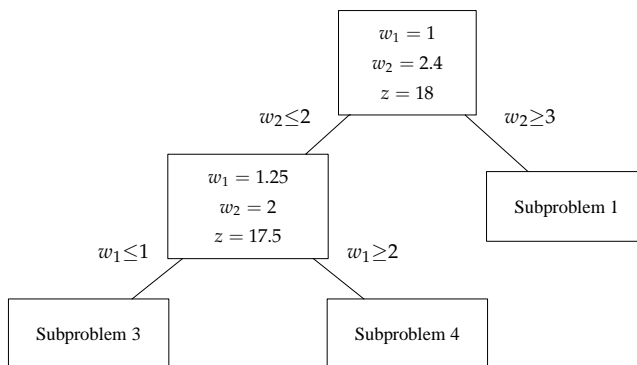 w₁ = 1
w₂ = 2.4
z = 18
w₂≤2
w₂≥3
w₁ = 1.25
w₂ = 2
z = 17.5
Subproblem 1
w₁≤1
w₁≥2
Subproblem 3
Subproblem 4